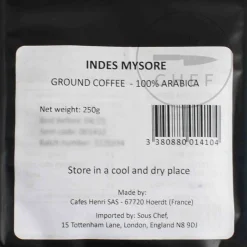 CHEF
INDES MYSORE
GROUND COFFEE - 100% ARABICA
Net weight: 250g
3 380880 014104
Store in a cool and dry place
Made by:
Cafes Henri SAS - 67720 Hoerdt (France)
Imported by: Sous Chef,
15 Tottenham Lane, London, England N8 9DJ